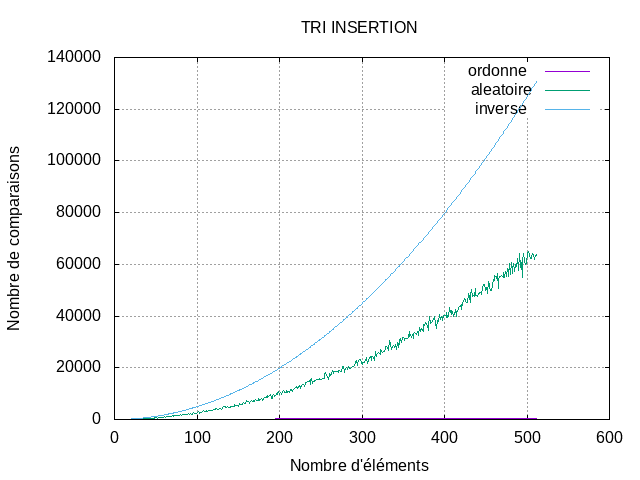 TRI INSERTION
140000
120000
100000
80000
60000
40000
20000
0
Nombre de comparaisons
ordonne
aleatoire
inverse
0 100 200 300 400 500 600
Nombre d'éléments